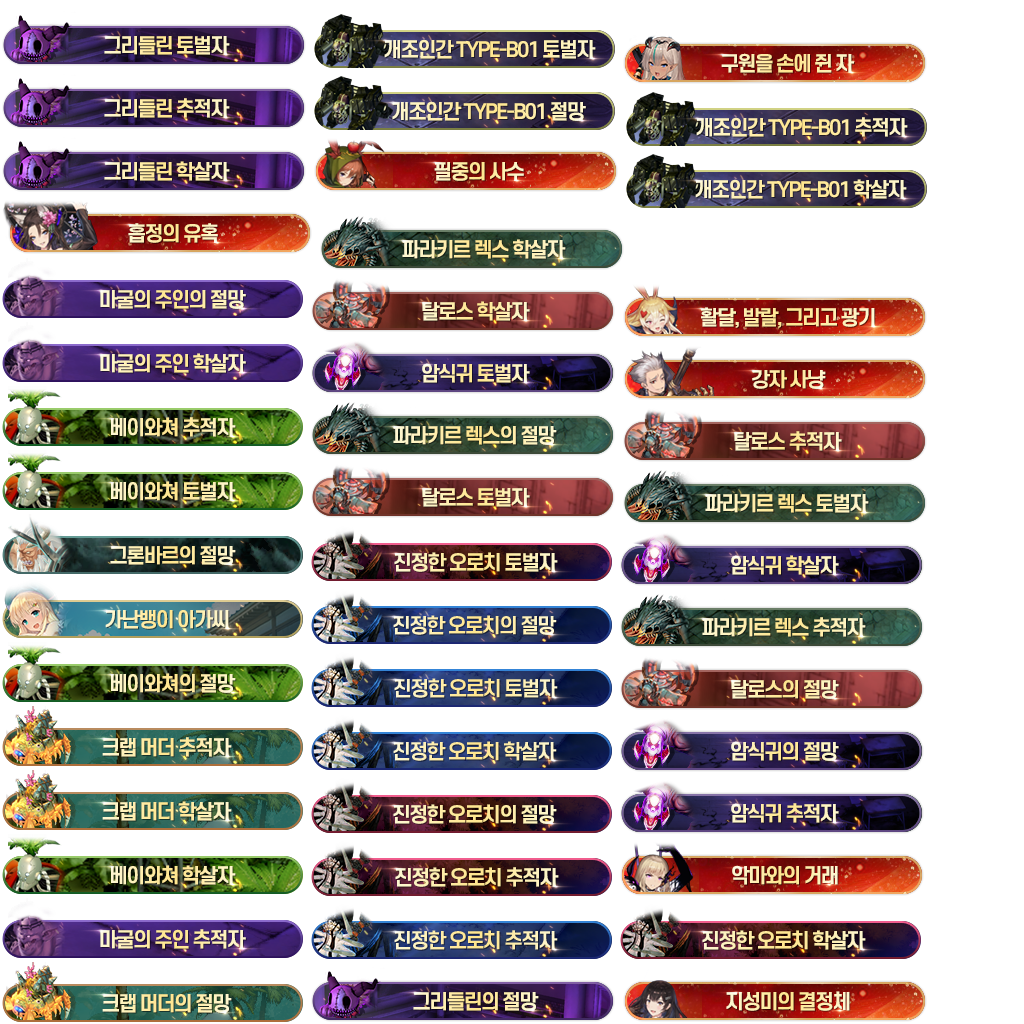 그리들린 토벌자
그리들린 추적자
그리들린 학살자
흡정의 유혹
마굴의 주인의 절망
마굴의 주인 학살자
베이와쳐 추적자
베이와쳐 토벌자
그론바르의 절망
가난뱅이 아가씨
베이와쳐의 절망
크랩 머더 추적자
크랩 머더 학살자
베이와쳐 학살자
마굴의 주인 추적자
크랩 머더의 절망
개조인간 TYPE-B01 토벌자
개조인간 TYPE-B01 절망
필중의 사수
파라키르 렉스 학살자
탈로스 학살자
암식귀 토벌자
파라키르 렉스의 절망
탈로스 토벌자
진정한 오로치 토벌자
진정한 오로치의 절망
진정한 오로치 토벌자
진정한 오로치 학살자
진정한 오로치의 절망
진정한 오로치 추적자
진정한 오로치 추적자
그리들린의 절망
구원을 손에 쥔 자
개조인간 TYPE-B01 추적자
개조인간 TYPE-B01 학살자
활달, 발랄, 그리고 광기
강자 사냥
탈로스 추적자
파라키르 렉스 토벌자
암식귀 학살자
파라키르 렉스 추적자
탈로스의 절망
암식귀의 절망
암식귀 추적자
악마와의 거래
진정한 오로치 학살자
지성미의 결정체